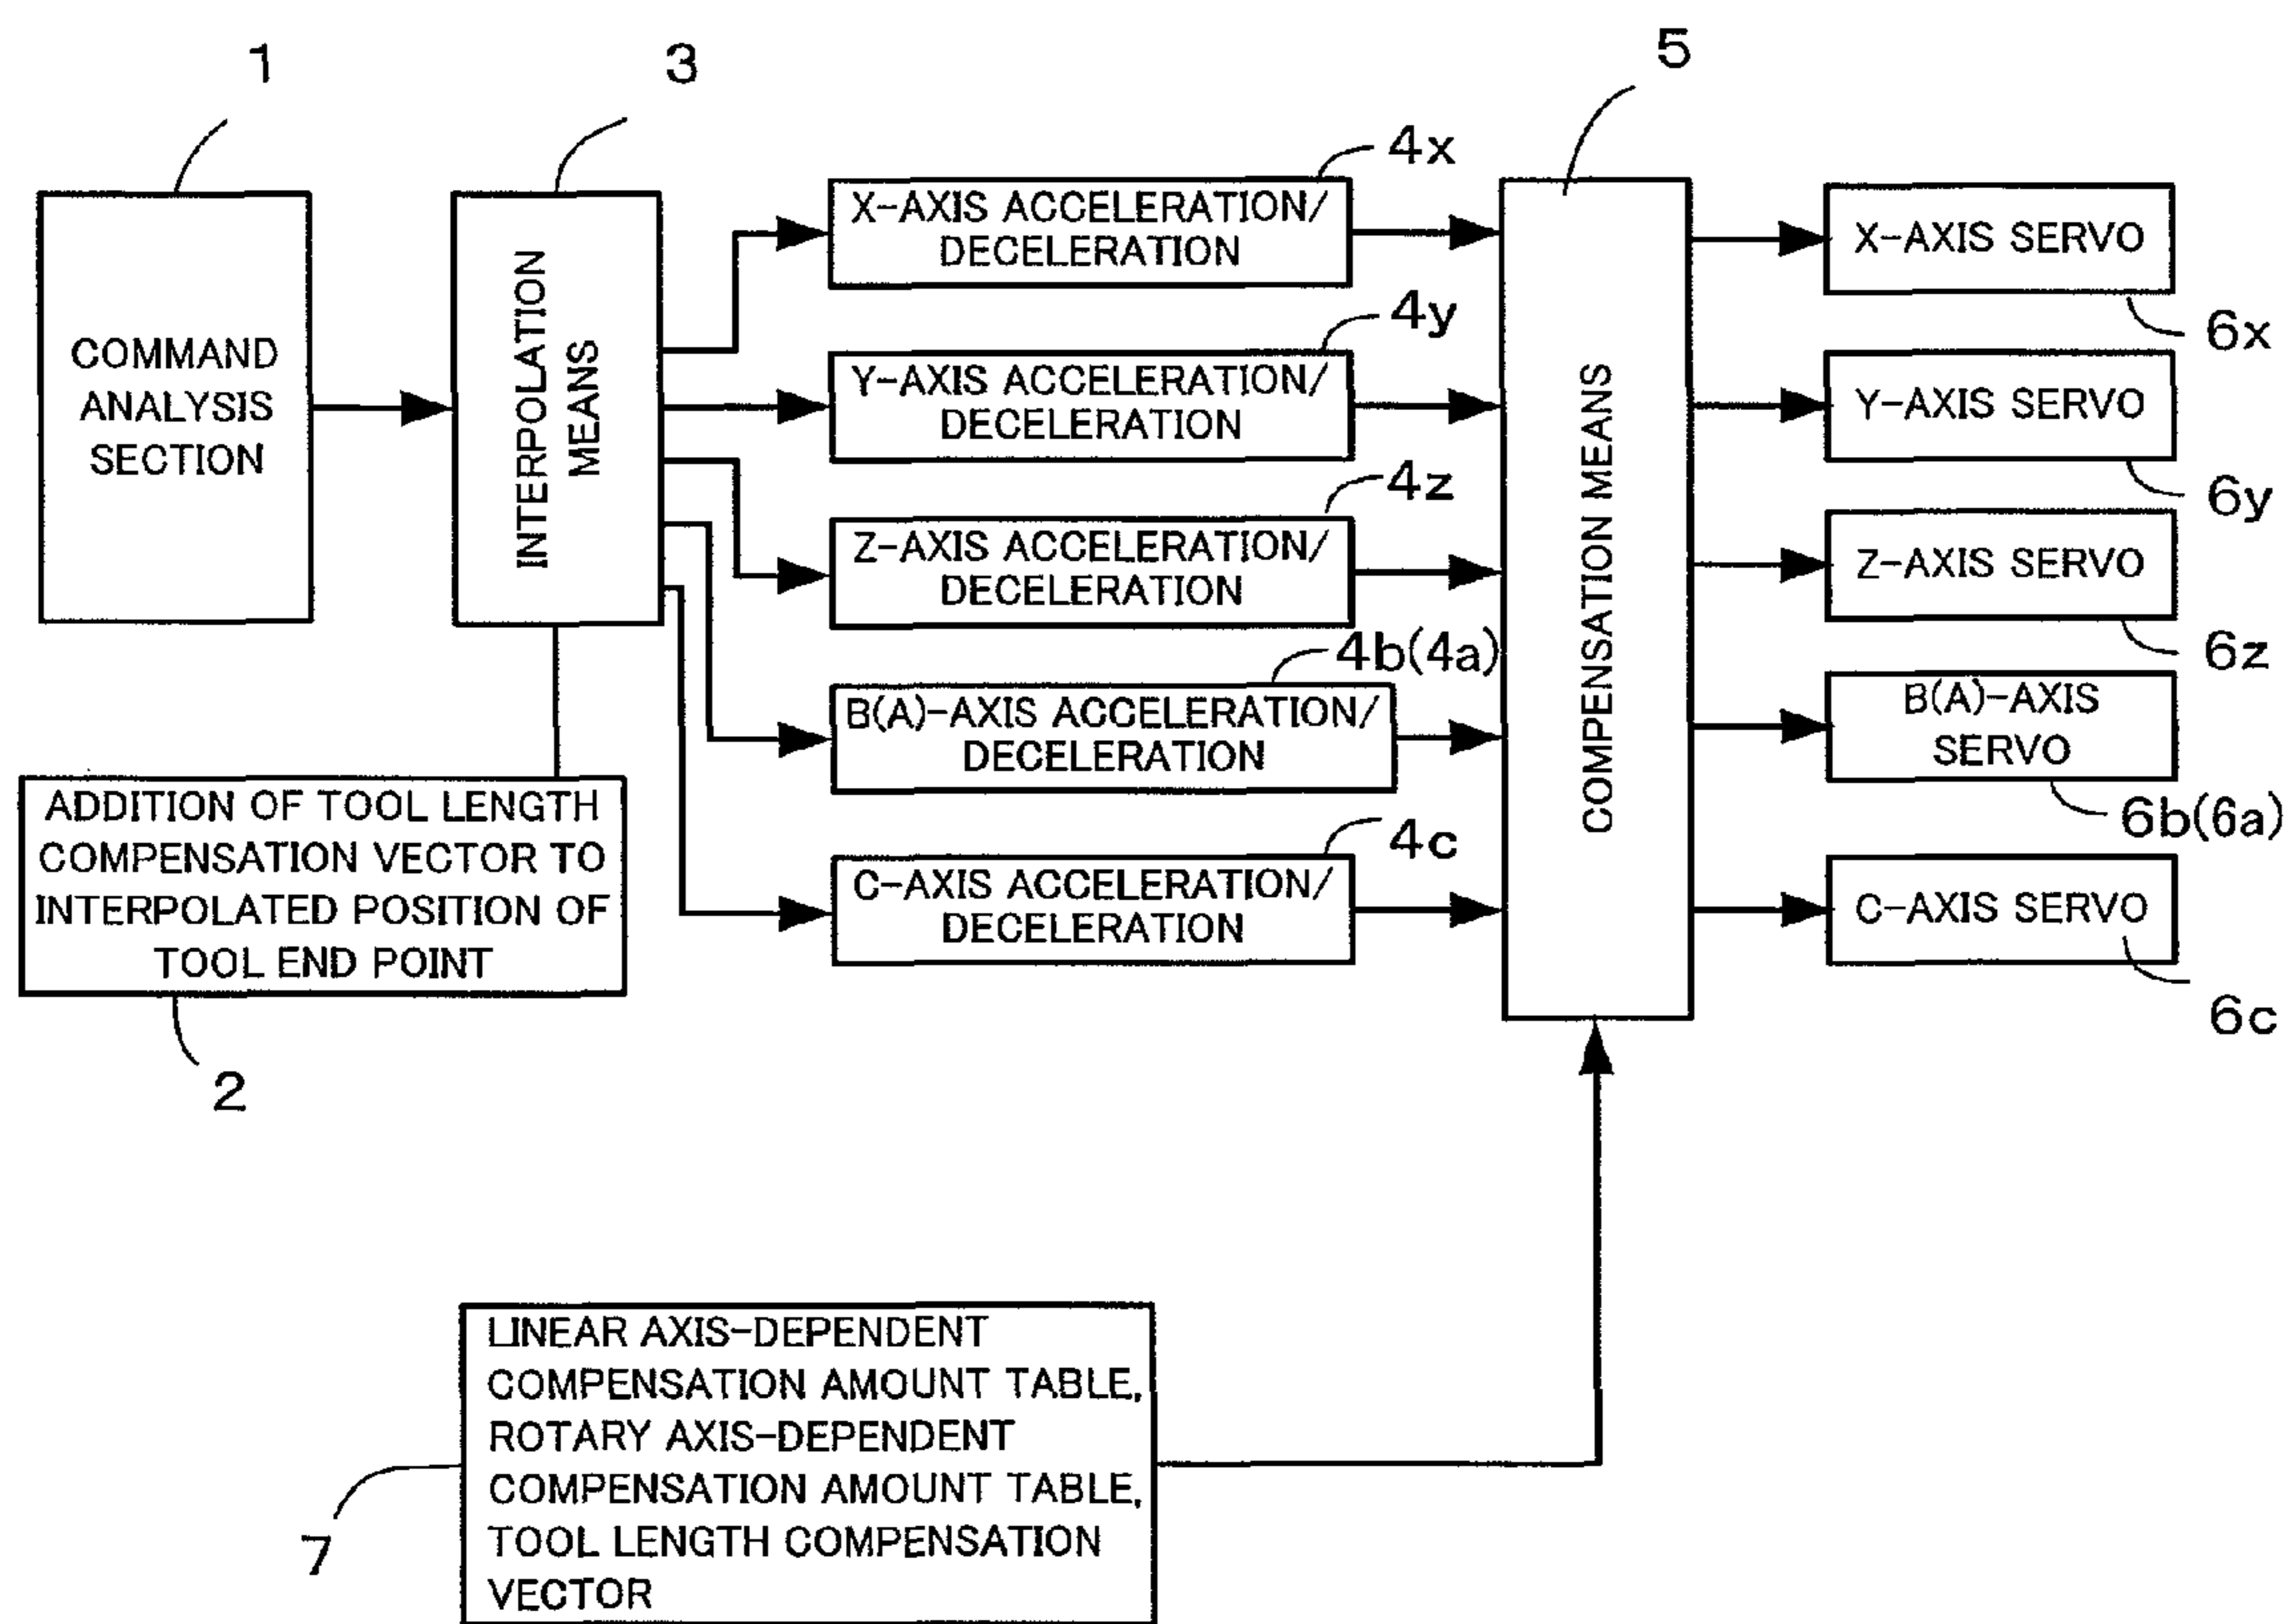 1
3
5
COMMAND
ANALYSIS
SECTION
INTERPOLATION
MEANS
ADDITION OF TOOL LENGTH
COMPENSATION VECTOR TO
INTERPOLATED POSITION OF
TOOL END POINT
2
4x
X-AXIS ACCELERATION/
DECELERATION
4y
Y-AXIS ACCELERATION/
DECELERATION
4z
Z-AXIS ACCELERATION/
DECELERATION
4b(4a)
B(A)-AXIS ACCELERATION/
DECELERATION
4c
C-AXIS ACCELERATION/
DECELERATION
COMPENSATION MEANS
X-AXIS SERVO
6x
Y-AXIS SERVO
6y
Z-AXIS SERVO
6z
B(A)-AXIS
SERVO
6b(6a)
C-AXIS SERVO
6c
LINEAR AXIS-DEPENDENT
COMPENSATION AMOUNT TABLE,
ROTARY AXIS-DEPENDENT
COMPENSATION AMOUNT TABLE,
TOOL LENGTH COMPENSATION
VECTOR
7